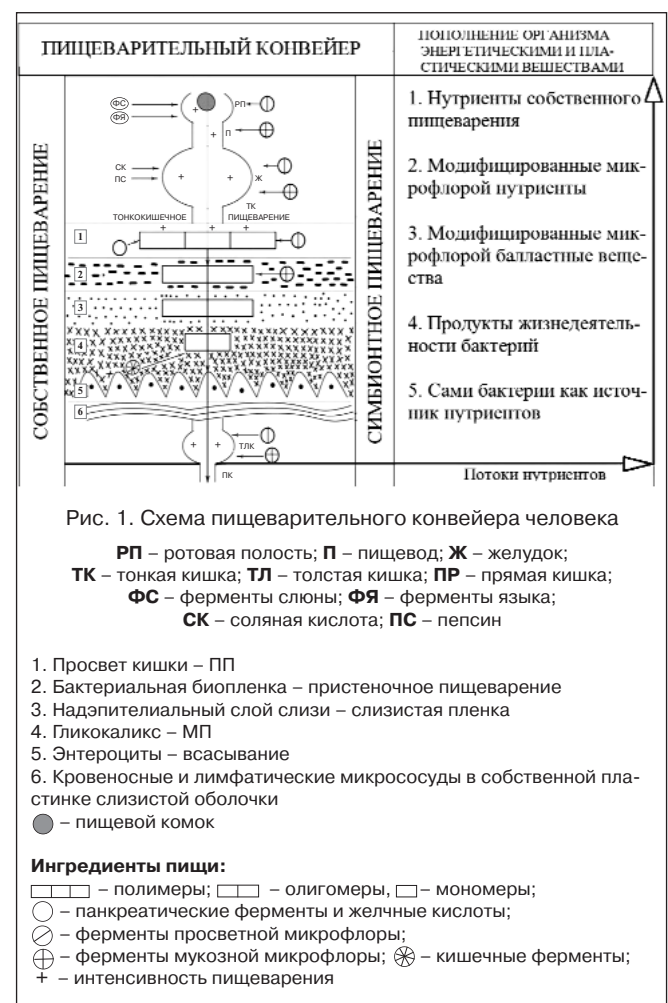 ПИЩЕВАРИТЕЛЬНЫЙ КОНВЕЙЕР
ПОПОЛНЕНИЕ ОРГАНИЗМА
ЭНЕРГЕТИЧЕСКИМИ И ПЛА-
СТИЧЕСКИМИ ВЕШЕСТВАМИ
СОБСТВЕННОЕ ПИЩЕВАРЕНИЕ
ФС
ФЯ
РП
П
СК
ПС
Ж
ТК
ТОНКОКИШЕЧНОЕ ПИЩЕВАРЕНИЕ
1
2
3
4
5
6
ТЛК
ПК
СИМБИОНТНОЕ ПИЩЕВАРЕНИЕ
1. Нутриенты собственного
пищеварения
2. Модифицированные мик-
рофлорой нутриенты
3. Модифицированные мик-
рофлорой балластные веще-
ства
4. Продукты жизнедеятель-
ности бактерий
5. Сами бактерии как источ-
ник нутриентов
Потоки нутриентов
Рис. 1. Схема пищеварительного конвейера человека
РП – ротовая полость; П – пищевод; Ж – желудок;
ТК – тонкая кишка; ТЛ – толстая кишка; ПР – прямая кишка;
ФС – ферменты слюны; ФЯ – ферменты языка;
СК – соляная кислота; ПС – пепсин
1. Просвет кишки – ПП
2. Бактериальная биопленка – пристеночное пищеварение
3. Надэпителиальный слой слизи – слизистая пленка
4. Гликокаликс – МП
5. Энтероциты – всасывание
6. Кровеносные и лимфатические микрососуды в собственной пла-
стинке слизистой оболочки
– пищевой комок
Ингредиенты пищи:
– полимеры; – олигомеры, – мономеры;
– панкреатические ферменты и желчные кислоты;
– ферменты просветной микрофлоры;
– ферменты мукозной микрофлоры; – кишечные ферменты;
+ – интенсивность пищеварения